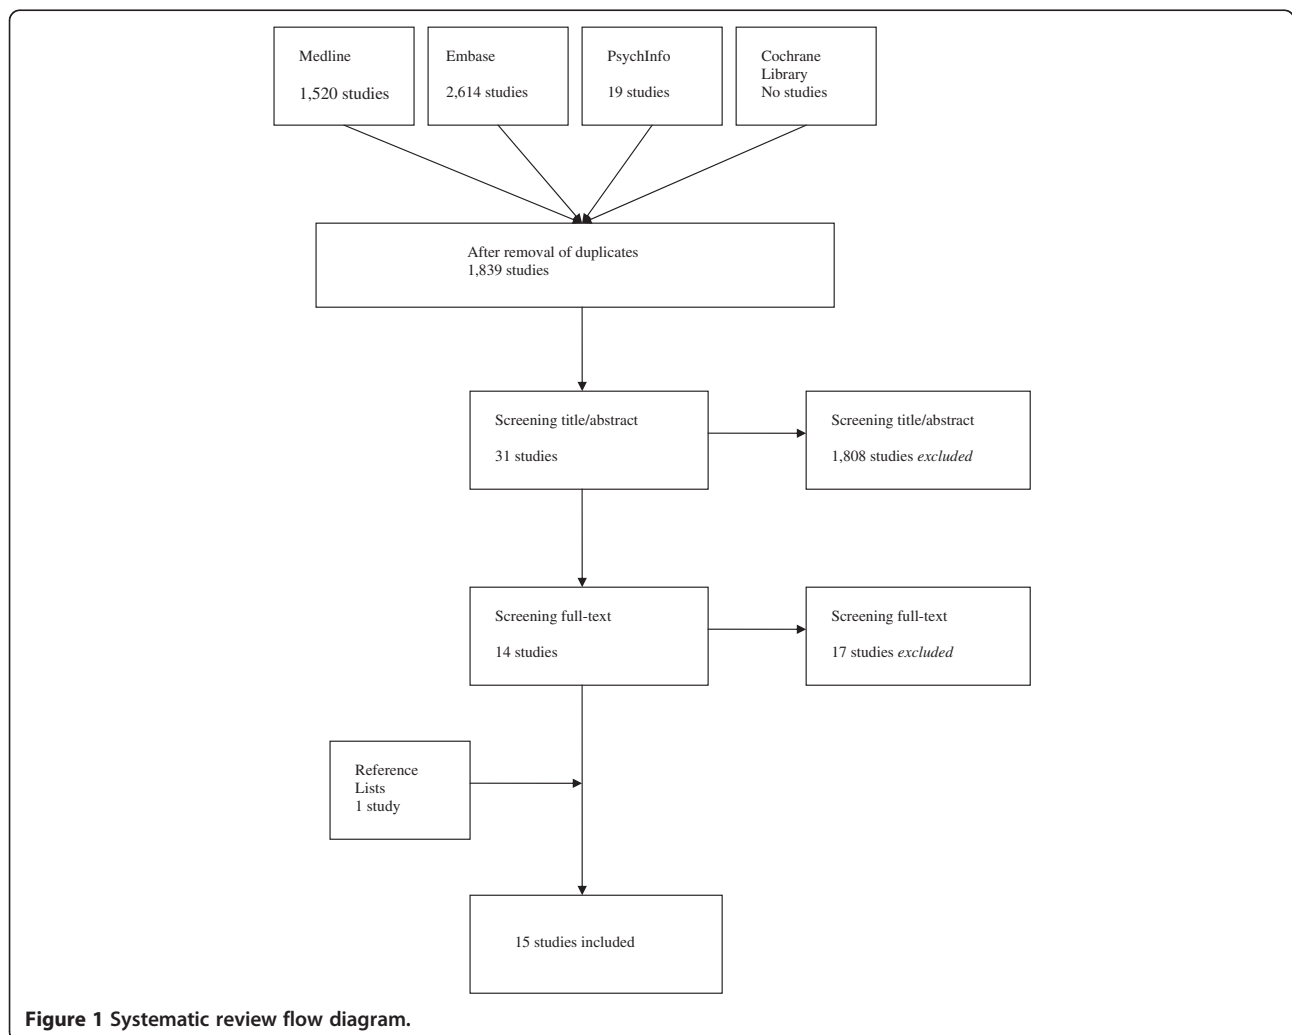 Medline
1,520 studies
Embase
2,614 studies
PsychInfo
19 studies
Cochrane
Library
No studies
After removal of duplicates
1,839 studies
Screening title/abstract
31 studies
Screening title/abstract
1,808 studies excluded
Screening full-text
14 studies
Screening full-text
17 studies excluded
Reference
Lists
1 study
15 studies included
Figure 1 Systematic review flow diagram.